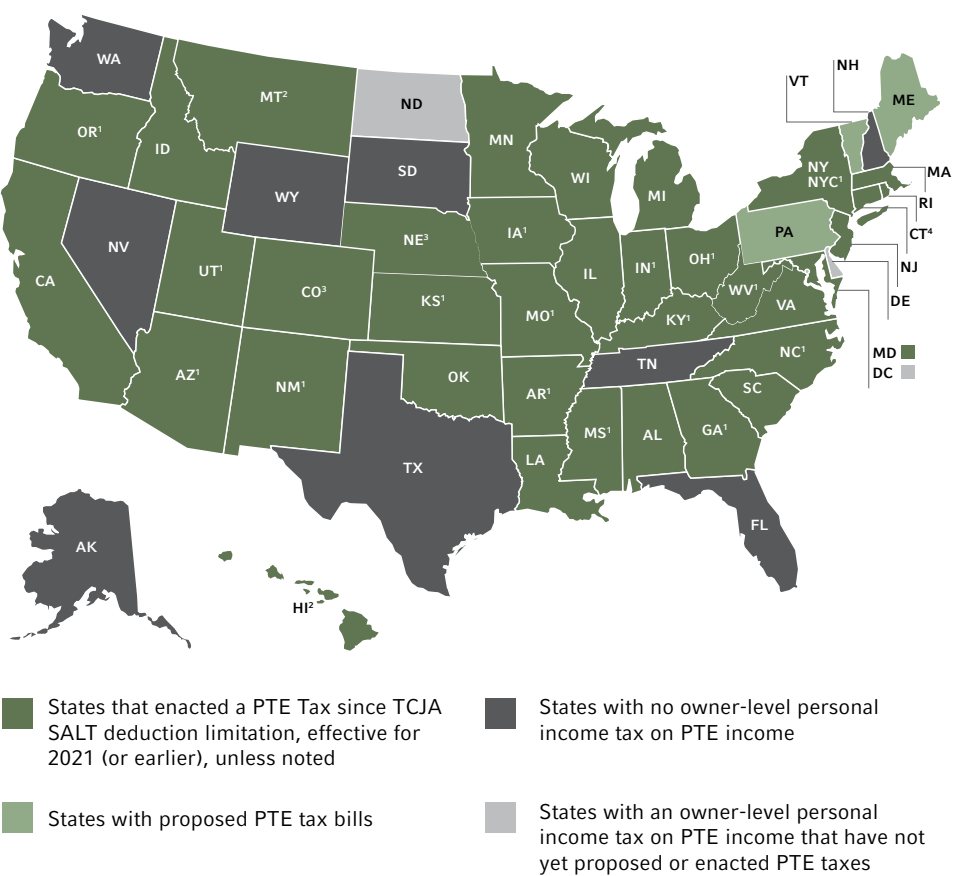 WA
MT²
ND
MN
OR¹
ID
SD
WI
MI
WY
NV
NE³
IA¹
CA
UT¹
CO³
KS¹
IL
IN¹
OH¹
MO¹
KY¹
WV¹
VA
PA
NY
NYC¹
VT
NH
ME
MA
RI
CT⁴
NJ
DE
MD
DC
AZ¹
NM¹
OK
AR¹
TN
NC¹
SC
MS¹
AL
GA¹
LA
TX
FL
AK
HI²
States that enacted a PTE Tax since TCJA
SALT deduction limitation, effective for
2021 (or earlier), unless noted
States with no owner-level personal
income tax on PTE income
States with proposed PTE tax bills
States with an owner-level personal
income tax on PTE income that have not
yet proposed or enacted PTE taxes